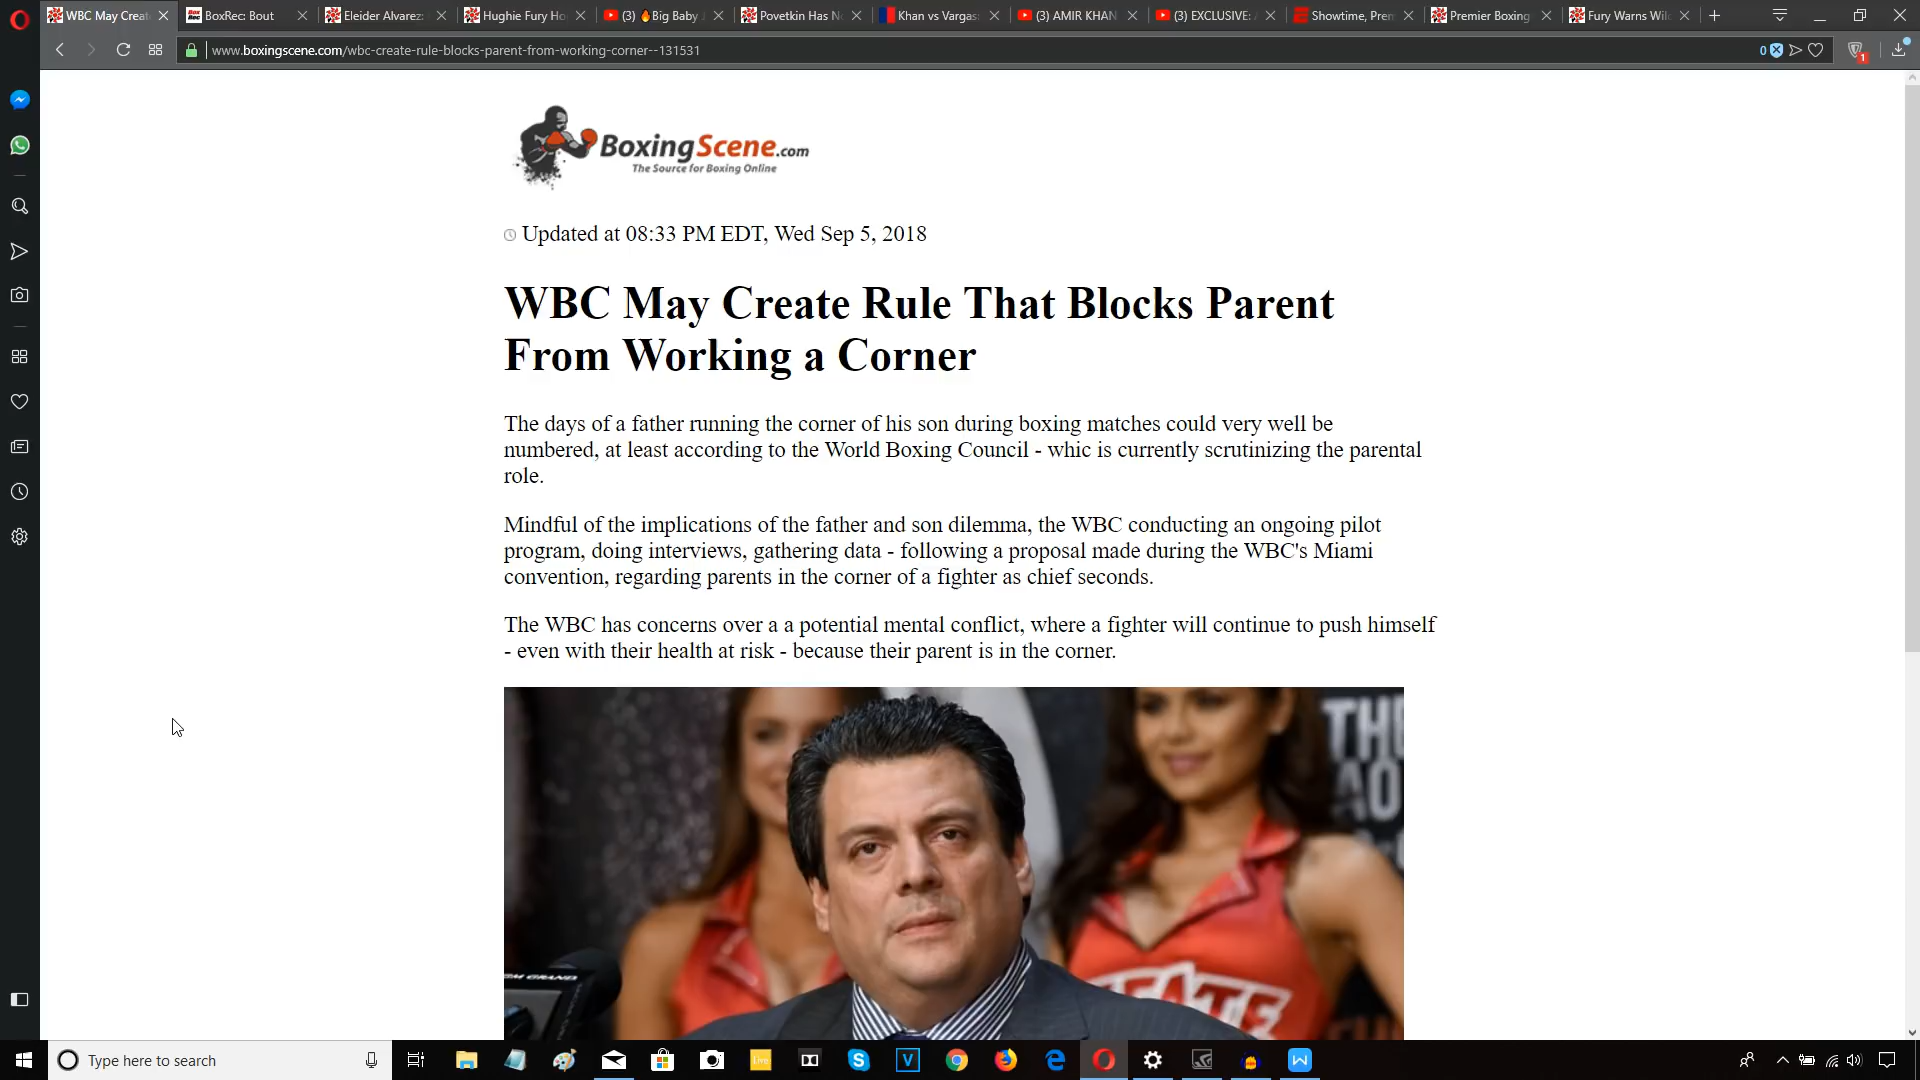 WBC May Create
BoxRec: Bout
Eleider Alvarez:
Hughie Fury Ho
(3) 🔥Big Baby J
Povetkin Has N
Khan vs Vargas
(3) AMIR KHAN
(3) EXCLUSIVE: A
Showtime, Prem
Premier Boxing
Fury Warns Wil
www.boxingscene.com/wbc-create-rule-blocks-parent-from-working-corner--131531
0
1
BoxingScene.com
The Source for Boxing Online
Updated at 08:33 PM EDT, Wed Sep 5, 2018
WBC May Create Rule That Blocks Parent
From Working a Corner
The days of a father running the corner of his son during boxing matches could very well be
numbered, at least according to the World Boxing Council - whic is currently scrutinizing the parental
role.
Mindful of the implications of the father and son dilemma, the WBC conducting an ongoing pilot
program, doing interviews, gathering data - following a proposal made during the WBC's Miami
convention, regarding parents in the corner of a fighter as chief seconds.
The WBC has concerns over a a potential mental conflict, where a fighter will continue to push himself
- even with their health at risk - because their parent is in the corner.
THE
AO
GM GRAND
Type here to search
live
V
W